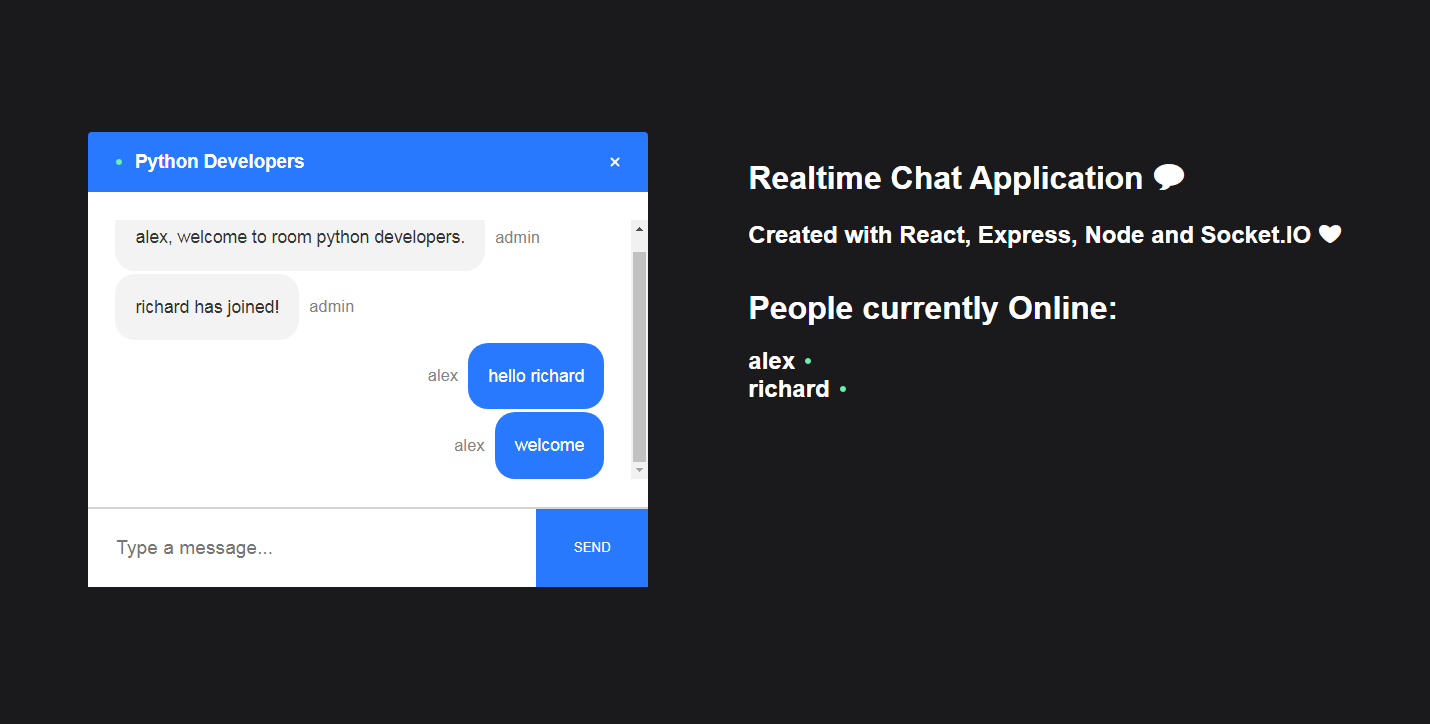 Python Developers
alex, welcome to room python developers.
admin
richard has joined!
admin
alex
hello richard
alex
welcome
Type a message...
SEND
Realtime Chat Application
Created with React, Express, Node and Socket.IO
People currently Online:
alex
richard